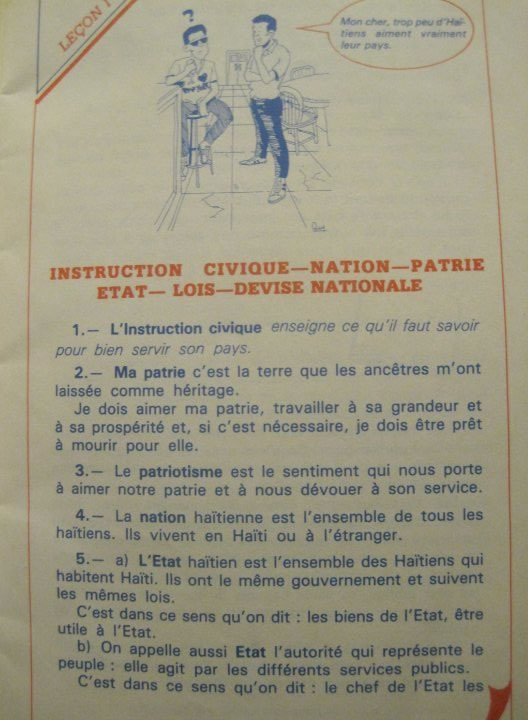 LEÇON 1
?
Mon cher, trop peu d'Haï-
tiens aiment vraiment
leur pays.
INSTRUCTION CIVIQUE—NATION—PATRIE
ETAT— LOIS—DEVISE NATIONALE
1.— L'Instruction civique enseigne ce qu'il faut savoir
pour bien servir son pays.
2.— Ma patrie c'est la terre que les ancêtres m'ont
laissée comme héritage.
Je dois aimer ma patrie, travailler à sa grandeur et
à sa prospérité et, si c'est nécessaire, je dois être prêt
à mourir pour elle.
3.— Le patriotisme est le sentiment qui nous porte
à aimer notre patrie et à nous dévouer à son service.
4.— La nation haïtienne est l'ensemble de tous les
haïtiens. Ils vivent en Haïti ou à l'étranger.
5.— a) L'Etat haïtien est l'ensemble des Haïtiens qui
habitent Haïti. Ils ont le même gouvernement et suivent
les mêmes lois.
C'est dans ce sens qu'on dit : les biens de l'Etat, être
utile à l'Etat.
b) On appelle aussi Etat l'autorité qui représente le
peuple : elle agit par les différents services publics.
C'est dans ce sens qu'on dit : le chef de l'Etat les